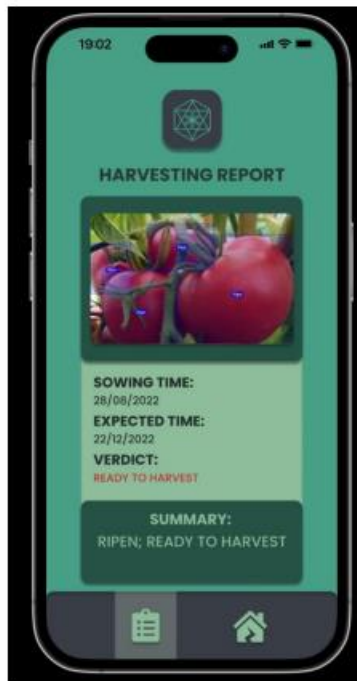 19:02
HARVESTING REPORT
SOWING TIME:
28/08/2022
EXPECTED TIME:
22/12/2022
VERDICT:
READY TO HARVEST
SUMMARY:
RIPEN; READY TO HARVEST